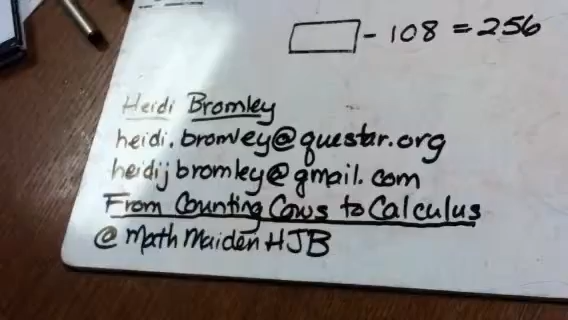 - 108 = 256
Heidi Bromley
heidi.bromley@questar.org
heidijbromley@gmail.com
From Counting Cows to Calculus
@MathMaidenHJB